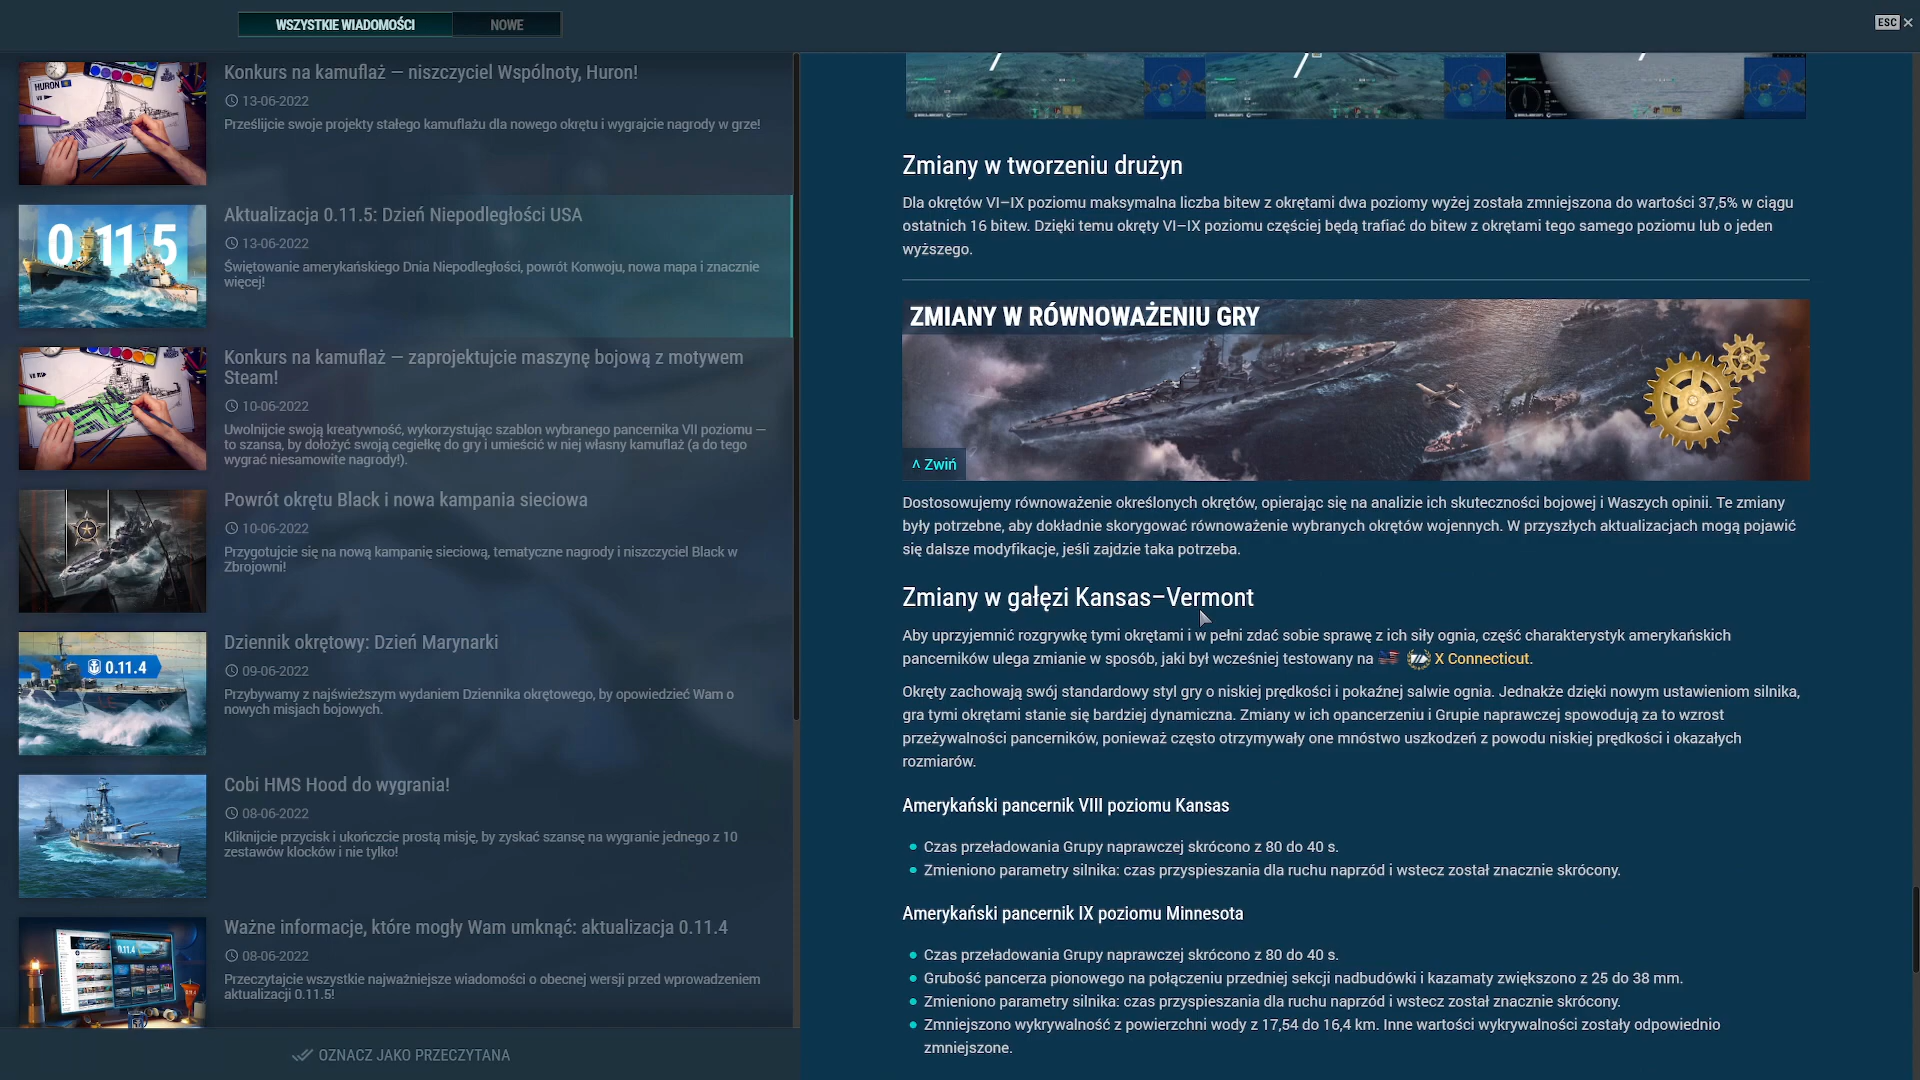 WSZYSTKIE WIADOMOŚCI
NOWE
ESC
Konkurs na kamuflaż — niszczyciel Wspólnoty, Huron!
13-06-2022
Prześlijcie swoje projekty stałego kamuflażu dla nowego okrętu i wygrajcie nagrody w grze!
HURON
0.11.5
Aktualizacja 0.11.5: Dzień Niepodległości USA
13-06-2022
Świętowanie amerykańskiego Dnia Niepodległości, powrót Konwoju, nowa mapa i znacznie
więcej!
Konkurs na kamuflaż — zaprojektujcie maszynę bojową z motywem
Steam!
10-06-2022
Uwolnijcie swoją kreatywność, wykorzystując szablon wybranego pancernika VII poziomu —
to szansa, by dołożyć swoją cegiełkę do gry i umieścić w niej własny kamuflaż (a do tego
wygrać niesamowite nagrody!).
Powrót okrętu Black i nowa kampania sieciowa
10-06-2022
Przygotujcie się na nową kampanię sieciową, tematyczne nagrody i niszczyciel Black w
Zbrojowni!
0.11.4
Dziennik okrętowy: Dzień Marynarki
09-06-2022
Przybywamy z najświeższym wydaniem Dziennika okrętowego, by opowiedzieć Wam o
nowych misjach bojowych.
Cobi HMS Hood do wygrania!
08-06-2022
Kliknijcie przycisk i ukończcie prostą misję, by zyskać szansę na wygranie jednego z 10
zestawów klocków i nie tylko!
Ważne informacje, które mogły Wam umknąć: aktualizacja 0.11.4
08-06-2022
Przeczytajcie wszystkie najważniejsze wiadomości o obecnej wersji przed wprowadzeniem
aktualizacji 0.11.5!
OZNACZ JAKO PRZECZYTANA
Zmiany w tworzeniu drużyn
Dla okrętów VI–IX poziomu maksymalna liczba bitew z okrętami dwa poziomy wyżej została zmniejszona do wartości 37,5% w ciągu
ostatnich 16 bitew. Dzięki temu okręty VI–IX poziomu częściej będą trafiać do bitew z okrętami tego samego poziomu lub o jeden
wyższego.
ZMIANY W RÓWNOWAŻENIU GRY
^ Zwiń
Dostosowujemy równoważenie określonych okrętów, opierając się na analizie ich skuteczności bojowej i Waszych opinii. Te zmiany
były potrzebne, aby dokładnie skorygować równoważenie wybranych okrętów wojennych. W przyszłych aktualizacjach mogą pojawić
się dalsze modyfikacje, jeśli zajdzie taka potrzeba.
Zmiany w gałęzi Kansas–Vermont
Aby uprzyjemnić rozgrywkę tymi okrętami i w pełni zdać sobie sprawę z ich siły ognia, część charakterystyk amerykańskich
pancerników ulega zmianie w sposób, jaki był wcześniej testowany na X Connecticut.
Okręty zachowają swój standardowy styl gry o niskiej prędkości i pokaźnej salwie ognia. Jednakże dzięki nowym ustawieniom silnika,
gra tymi okrętami stanie się bardziej dynamiczna. Zmiany w ich opancerzeniu i Grupie naprawczej spowodują za to wzrost
przeżywalności pancerników, ponieważ często otrzymywały one mnóstwo uszkodzeń z powodu niskiej prędkości i okazałych
rozmiarów.
Amerykański pancernik VIII poziomu Kansas
Czas przeładowania Grupy naprawczej skrócono z 80 do 40 s.
Zmieniono parametry silnika: czas przyspieszania dla ruchu naprzód i wstecz został znacznie skrócony.
Amerykański pancernik IX poziomu Minnesota
Czas przeładowania Grupy naprawczej skrócono z 80 do 40 s.
Grubość pancerza pionowego na połączeniu przedniej sekcji nadbudówki i kazamaty zwiększono z 25 do 38 mm.
Zmieniono parametry silnika: czas przyspieszania dla ruchu naprzód i wstecz został znacznie skrócony.
Zmniejszono wykrywalność z powierzchni wody z 17,54 do 16,4 km. Inne wartości wykrywalności zostały odpowiednio
zmniejszone.